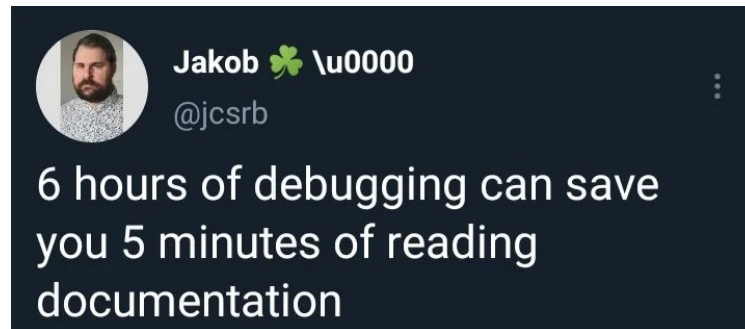 Jakob ☘ \u0000
@jcsrb
6 hours of debugging can save
you 5 minutes of reading
documentation